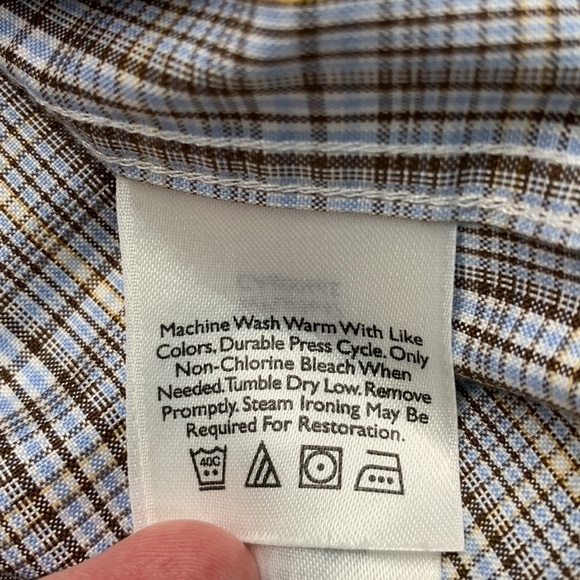 Machine Wash Warm With Like
Colors. Durable Press Cycle. Only
Non-Chlorine Bleach When
Needed. Tumble Dry Low. Remove
Promptly. Steam Ironing May Be
Required For Restoration.
40C